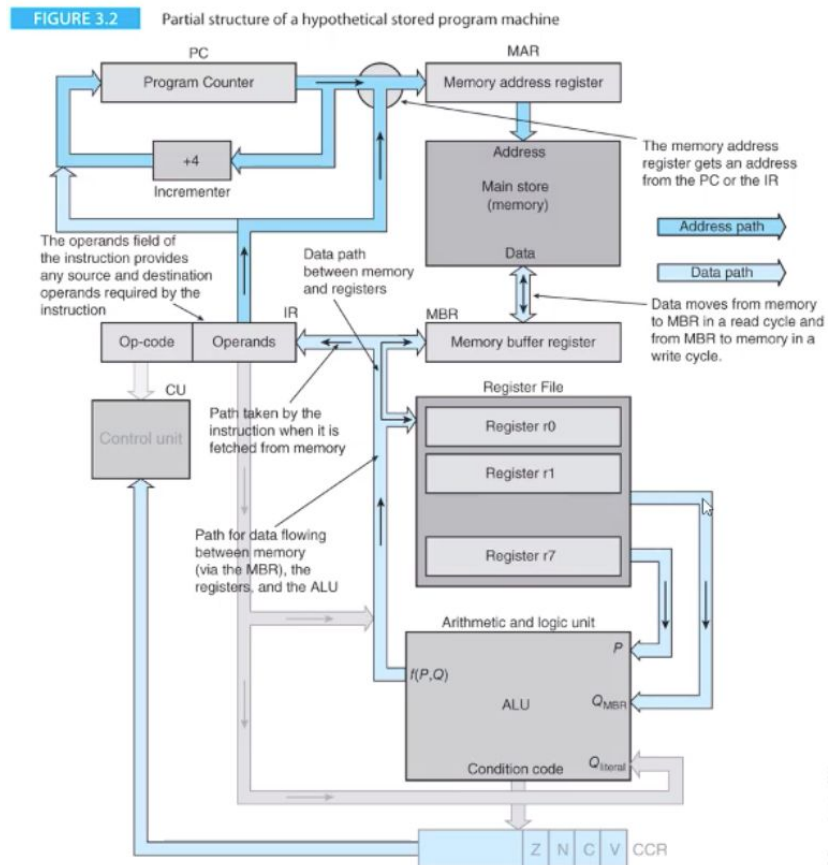 FIGURE 3.2 Partial structure of a hypothetical stored program machine
PC
MAR
Program Counter
Memory address register
+4
Incrementer
Address
Main store
(memory)
Data
The memory address
register gets an address
from the PC or the IR
Address path
Data path
The operands field of
the instruction provides
any source and destination
operands required by the
instruction
Data path
between memory
and registers
Data moves from memory
to MBR in a read cycle and
from MBR to memory in a
write cycle.
IR
MBR
Op-code
Operands
Memory buffer register
CU
Control unit
Path taken by the
instruction when it is
fetched from memory
Register File
Register r0
Register r1
Register r7
Path for data flowing
between memory
(via the MBR), the
registers, and the ALU
Arithmetic and logic unit
P
f(P,Q)
ALU
Q MBR
Q literal
Condition code
Z N C V CCR